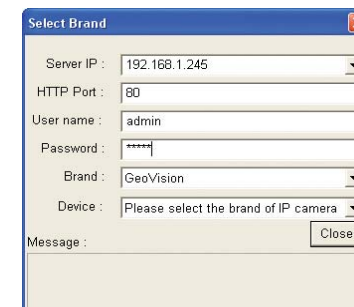 Select Brand
Server IP : 192.168.1.245
HTTP Port : 80
User name : admin
Password : *****
Brand : GeoVision
Device : Please select the brand of IP camera
Close
Message :